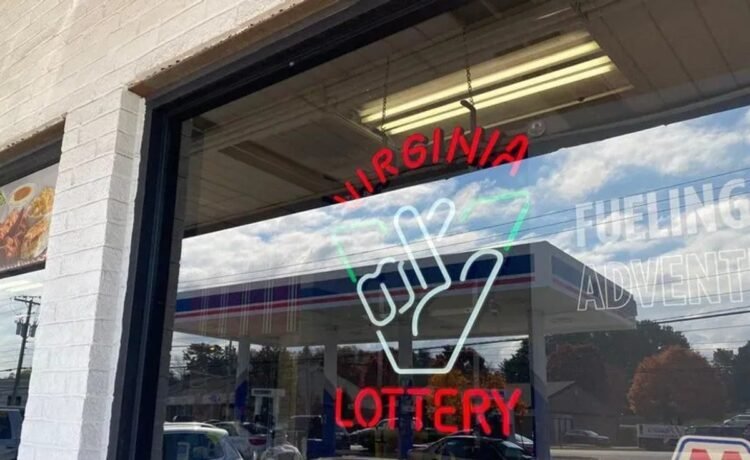 VIRGINIA
LOTTERY
FUELING
ADVENT
M